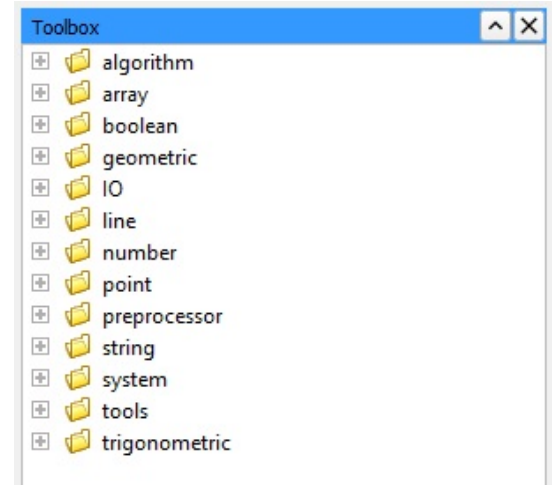 Toolbox
algorithm
array
boolean
geometric
IO
line
number
point
preprocessor
string
system
tools
trigonometric